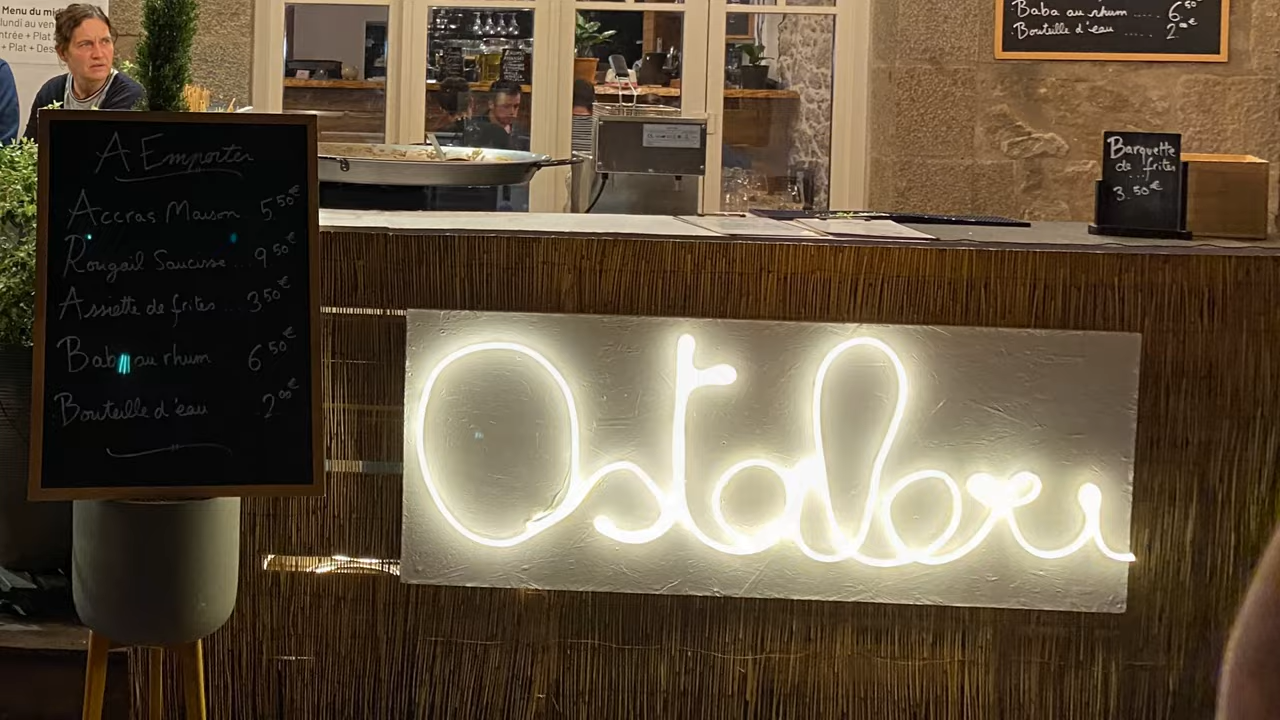 Menu du mi
lundi au ven
ntrée + Plat
+ Plat + Des
A Emporter
Accras Maison 5,50€
Rougail Saucisse ... 9,50€
Assiette de frites .. 3,50€
Baba au rhum 6,50€
Bouteille d'eau 2,00€
Baba au rhum ..... 6,50
Bouteille d'eau ..... 2,00€
Barquette
de frites
....
3.50€
Ostaloru